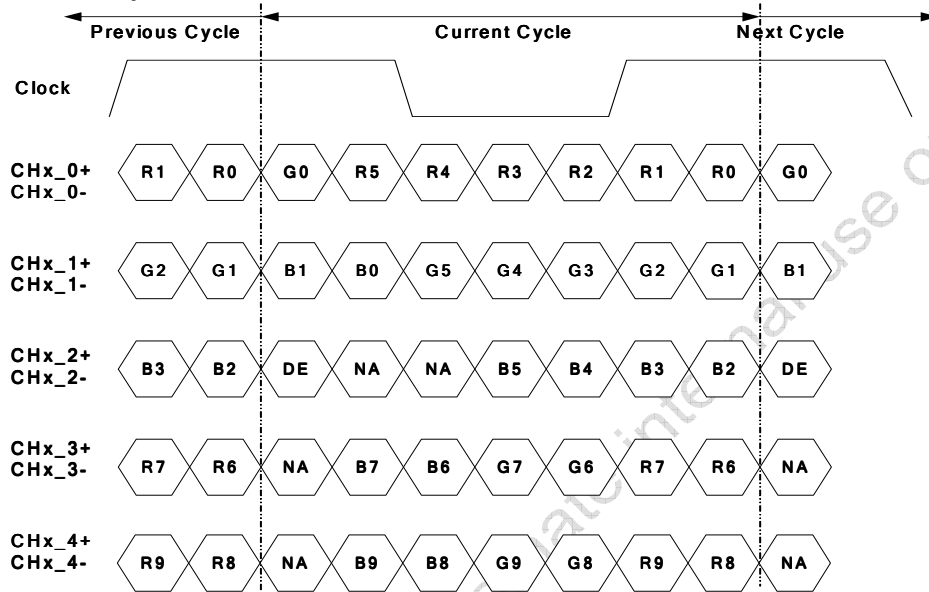 Previous Cycle Current Cycle Next Cycle
Clock
CHx_0+
CHx_0-
R1 R0 G0 R5 R4 R3 R2 R1 R0 G0
CHx_1+
CHx_1-
G2 G1 B1 B0 G5 G4 G3 G2 G1 B1
CHx_2+
CHx_2-
B3 B2 DE NA NA B5 B4 B3 B2 DE
CHx_3+
CHx_3-
R7 R6 NA B7 B6 G7 G6 R7 R6 NA
CHx_4+
CHx_4-
R9 R8 NA B9 B8 G9 G8 R9 R8 NA
use